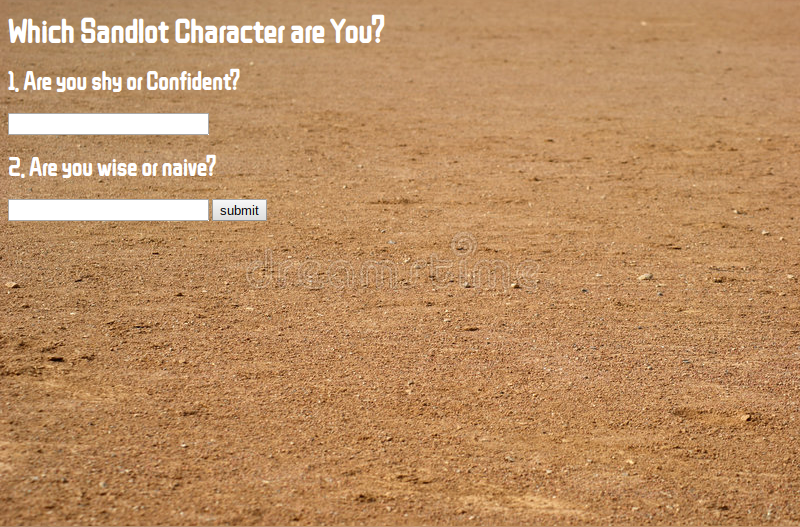 Which Sandlot Character are You?
1. Are you shy or Confident?
2. Are you wise or naive?
submit
dreamstime